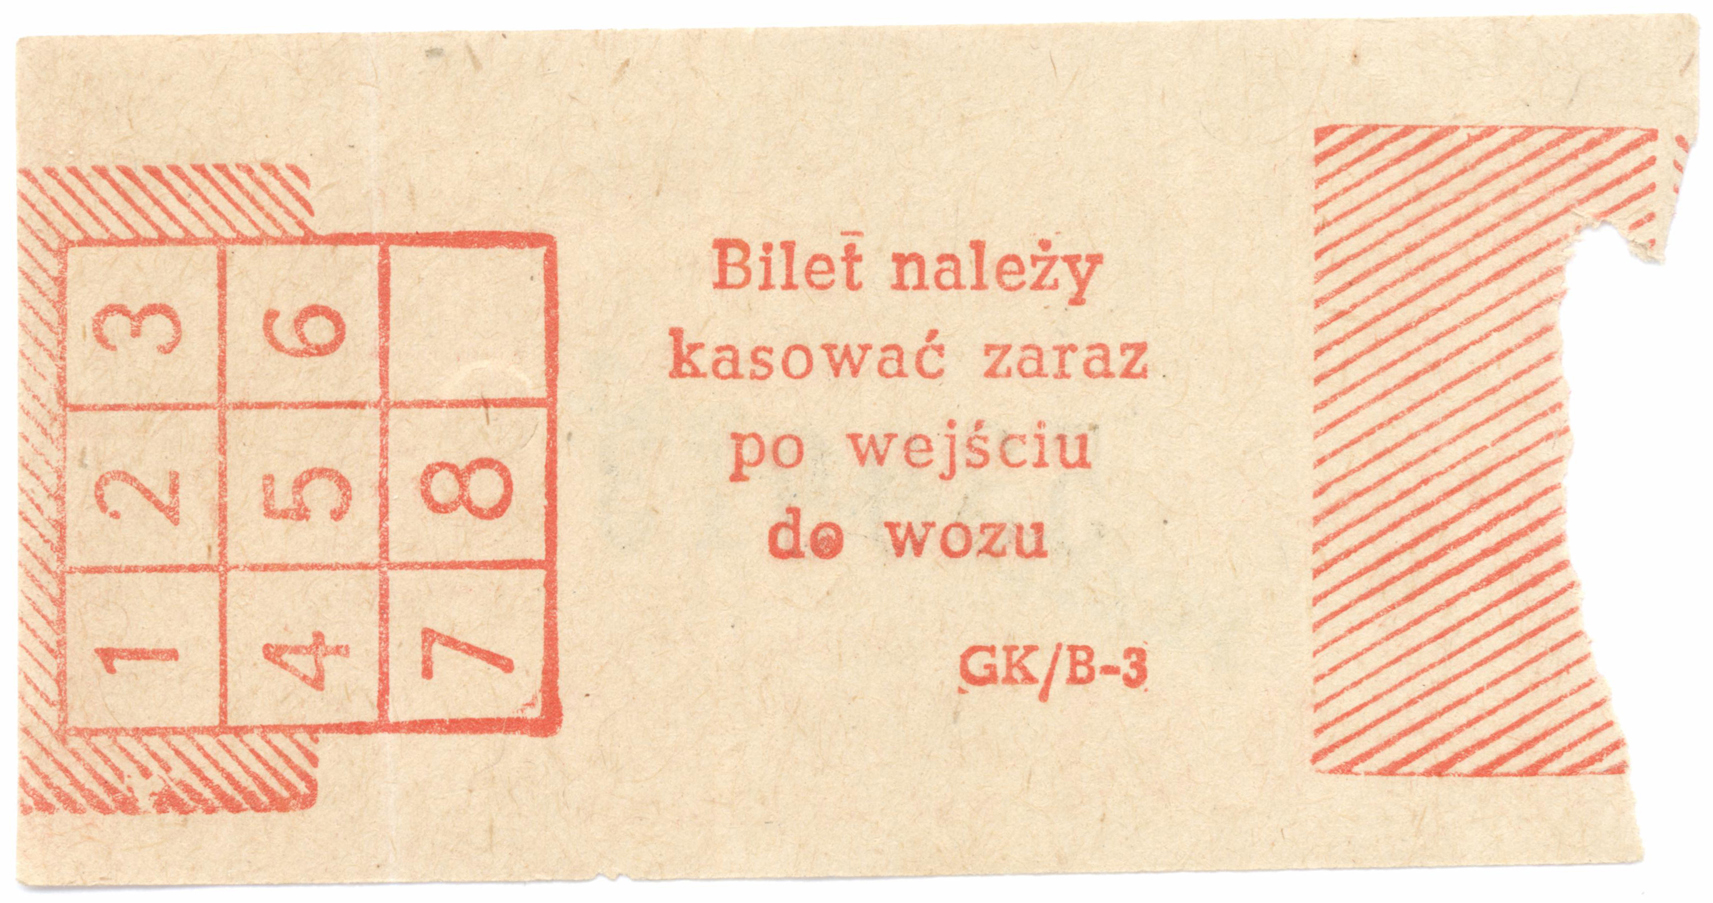 3 6
2 5 8
1 4 7
Bilet należy
kasować zaraz
po wejściu
do wozu
GK/B-3